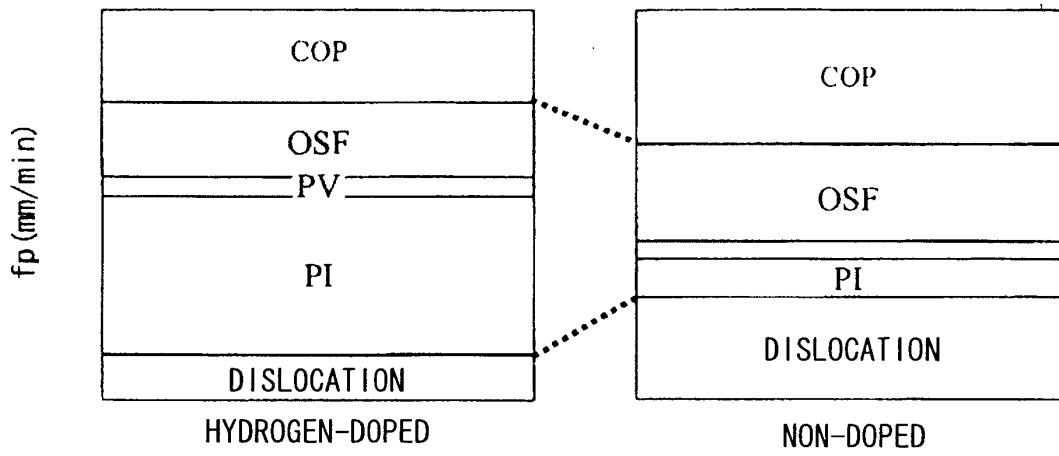 fp(mm/min)
COP
OSF
PV
PI
DISLOCATION
HYDROGEN-DOPED
COP
OSF
PI
DISLOCATION
NON-DOPED